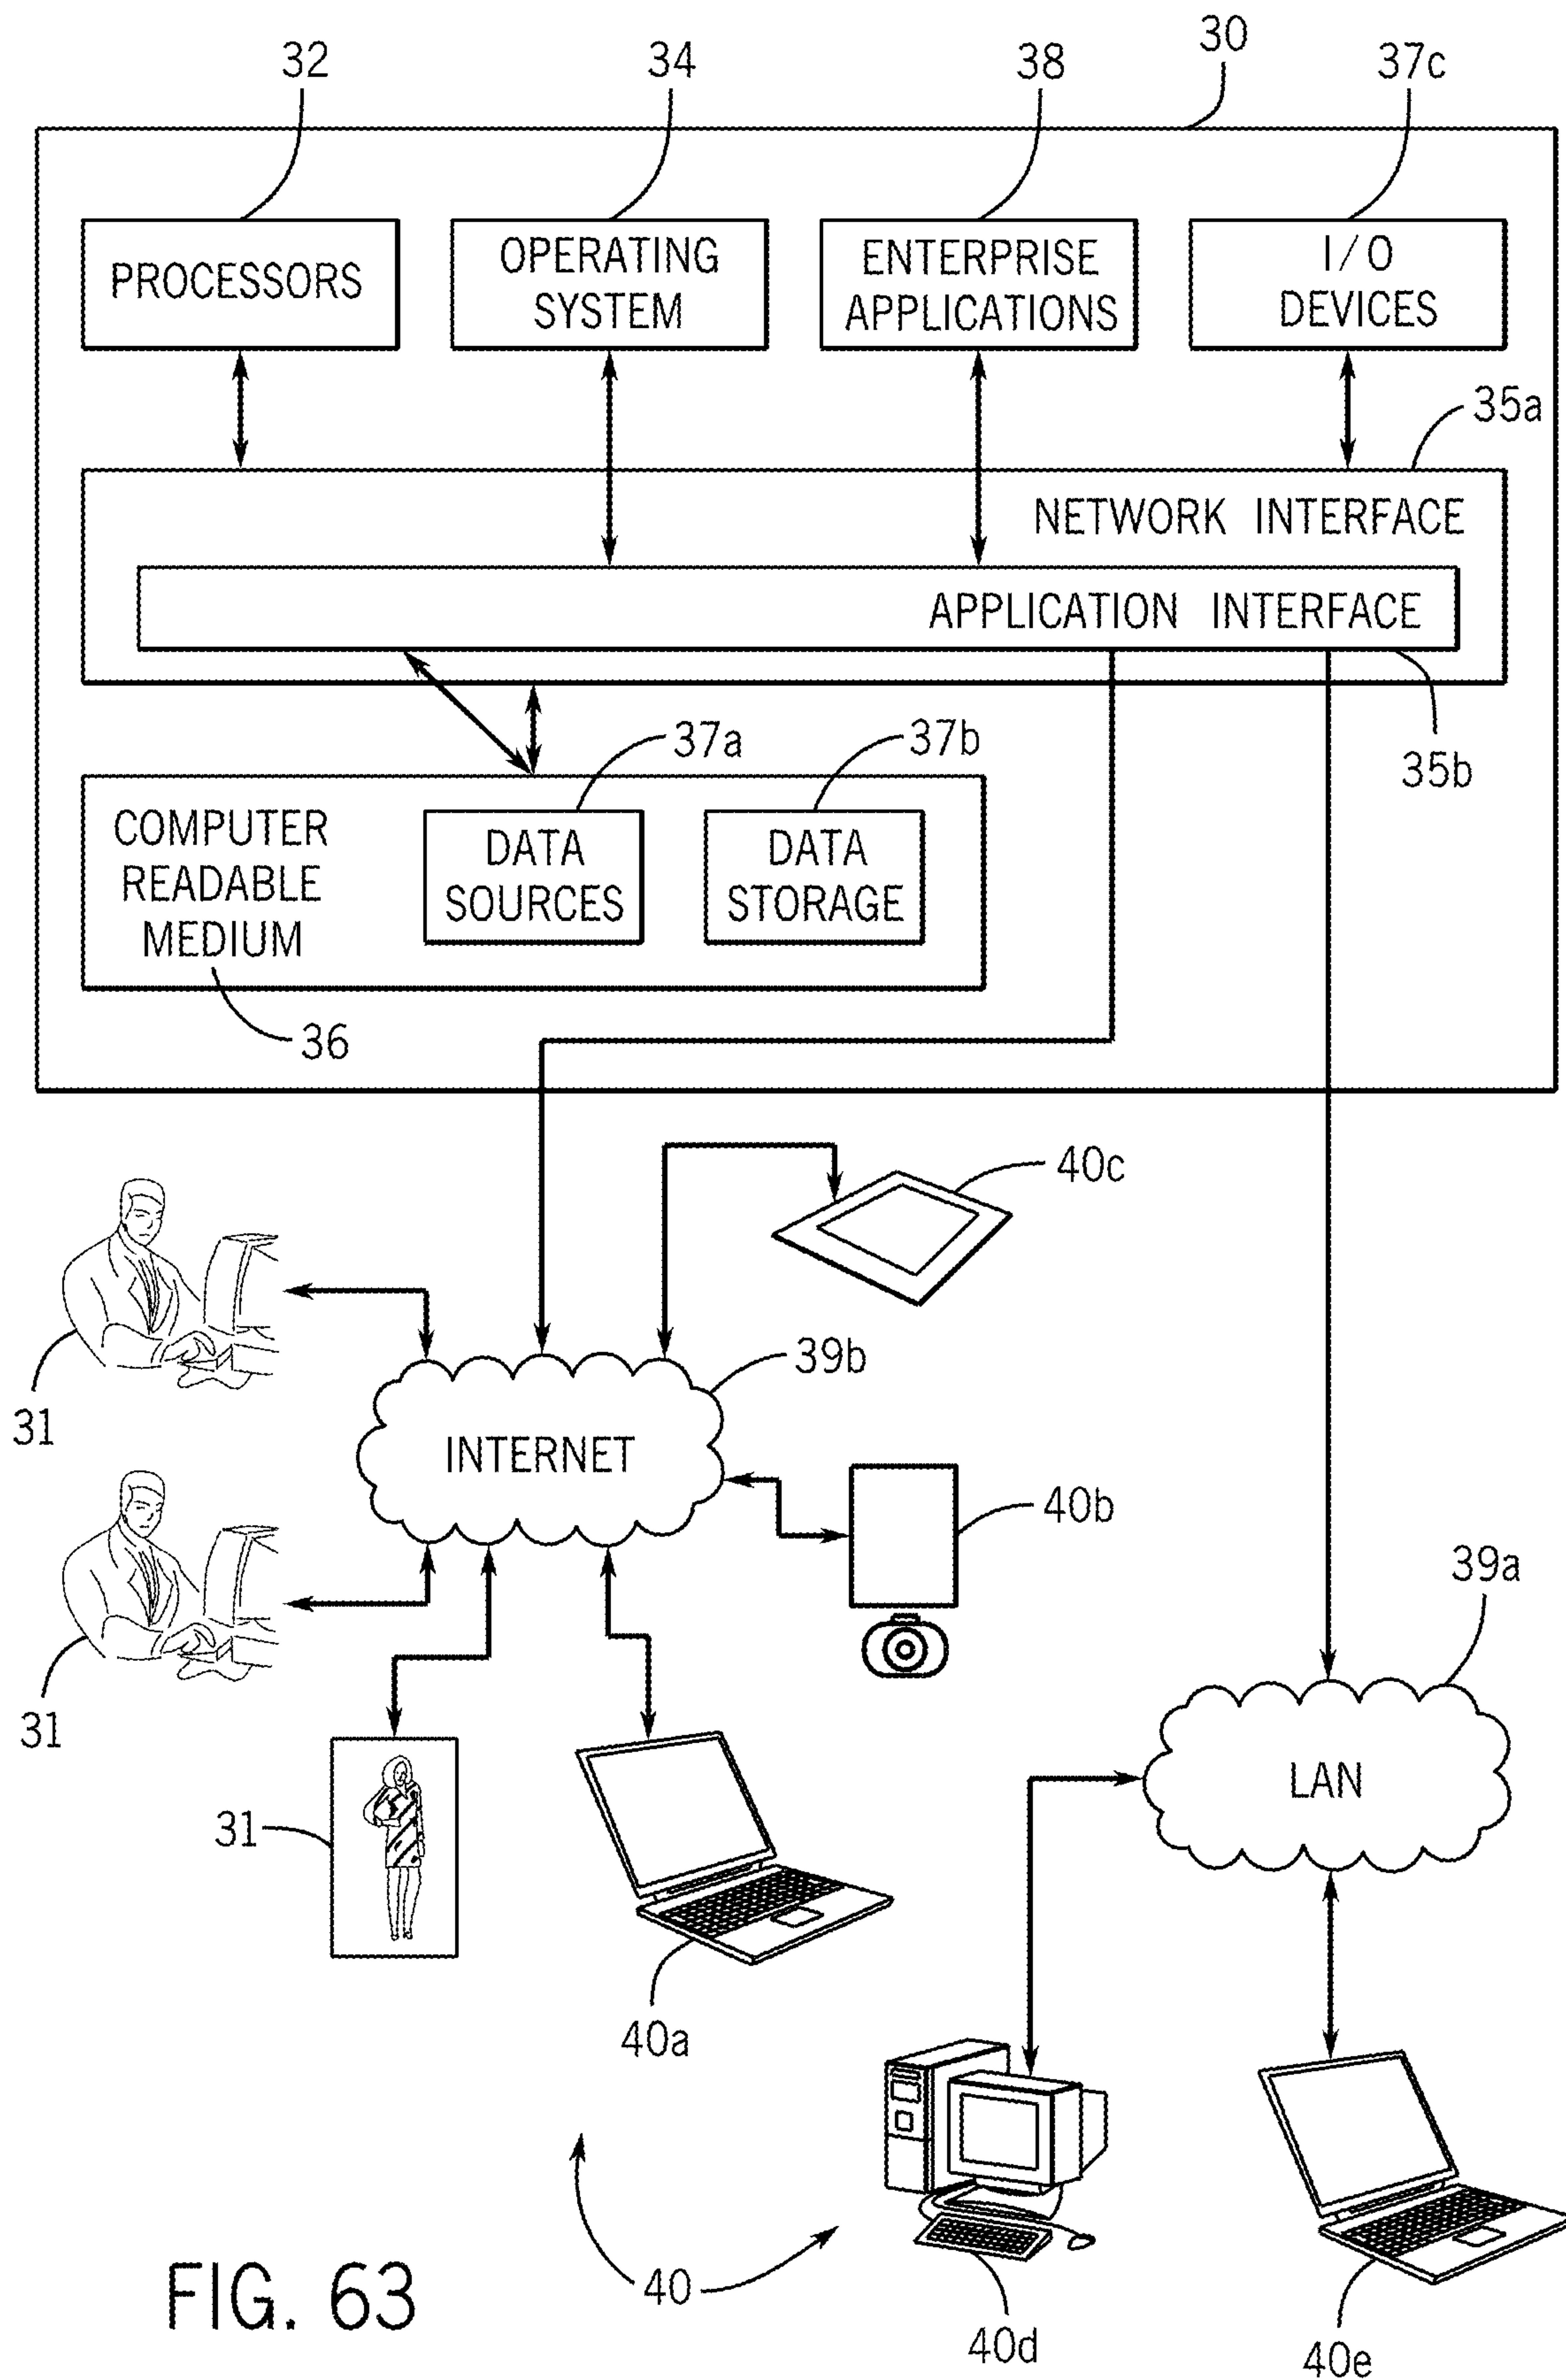 30
32
34
38
37c
PROCESSORS
OPERATING
SYSTEM
ENTERPRISE
APPLICATIONS
I/O
DEVICES
35a
NETWORK INTERFACE
APPLICATION INTERFACE
35b
37a
37b
COMPUTER
READABLE
MEDIUM
DATA
SOURCES
DATA
STORAGE
36
40c
31
39b
INTERNET
40b
39a
31
LAN
31
40a
40
40d
40e
FIG. 63